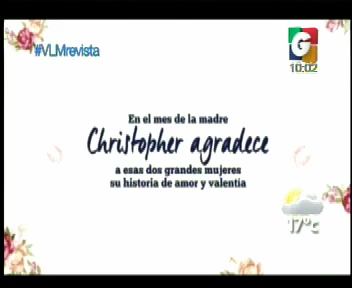 #VLMrevista
G
10:02
En el mes de la madre
Christopher agradece
a esas dos grandes mujeres
su historia de amor y valentía
17°C